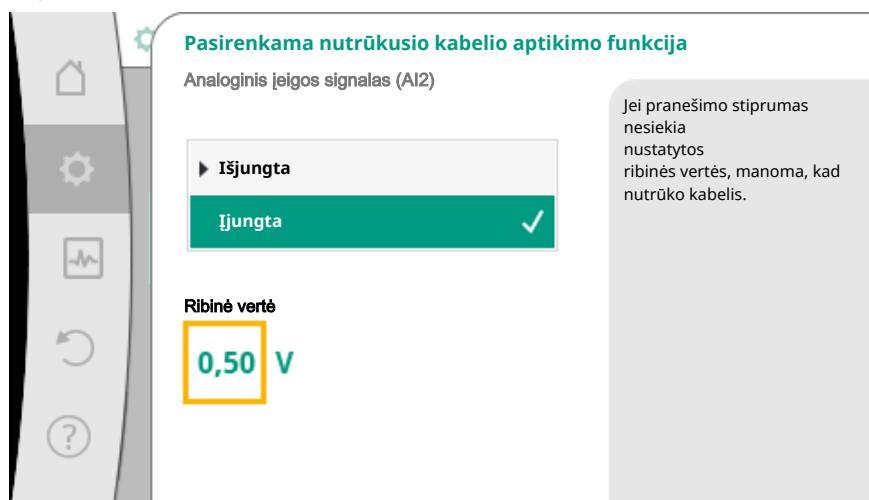 Pasirenkama nutrūkusio kabelio aptikimo funkcija
Analoginis įeigos signalas (AI2)
Išjungta
Įjungta
Ribinė vertė
0,50 V
Jei pranešimo stiprumas
nesiekia
nustatytos
ribinės vertės, manoma, kad
nutrūko kabelis.